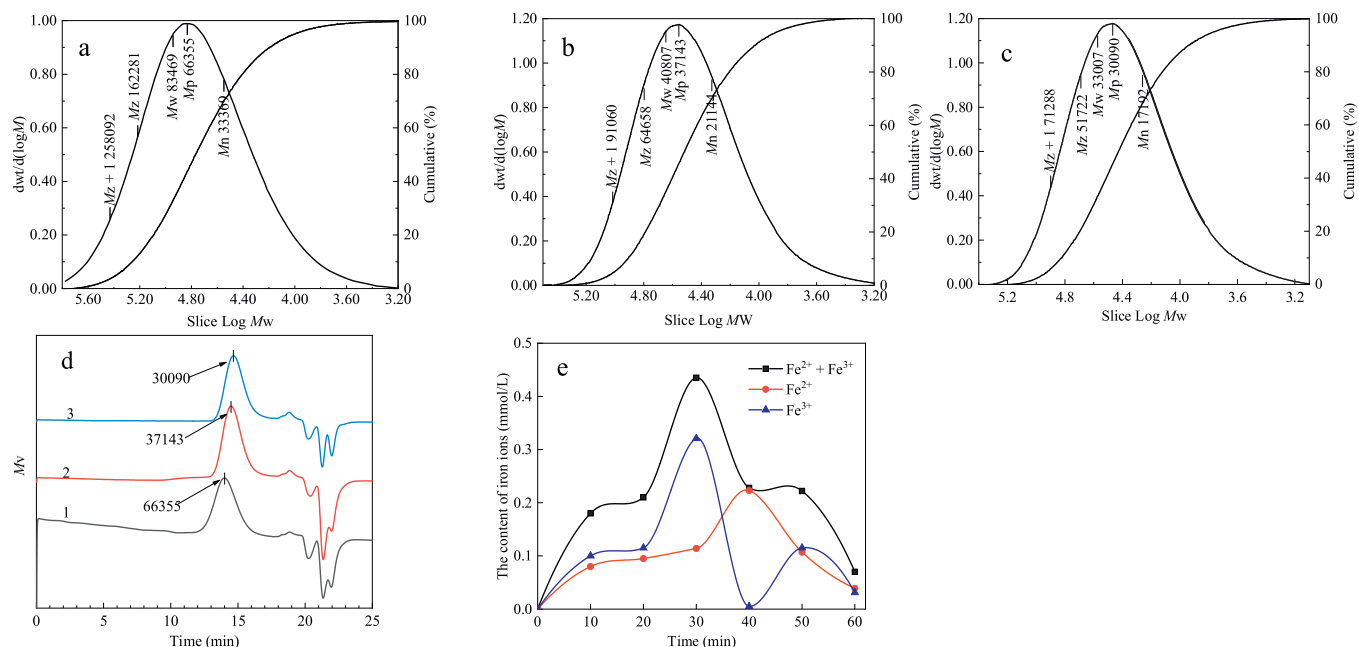 a
1.00
0.80
0.60
0.40
0.20
0.00
dwt/d(logM)
Mz + 1 258092
Mz 162281
Mw 83469
Mp 66355
Mn 33369
100
80
60
40
20
0
Cumulative (%)
5.60
5.20
4.80
4.40
4.00
3.60
3.20
Slice Log Mw
b
1.20
1.00
0.80
0.60
0.40
0.20
0.00
dwt/d(logM)
Mz + 1 91060
Mz 64658
Mw 40807
Mp 37143
Mn 21144
100
80
60
40
20
0
Cumulative (%)
5.20
4.80
4.40
4.00
3.60
3.20
Slice Log MW
c
1.20
1.00
0.80
0.60
0.40
0.20
0.00
dwt/d(logM)
Mz + 1 71288
Mz 51722
Mw 33007
Mp 30090
Mn 17192
100
80
60
40
20
0
Cumulative (%)
5.2
4.8
4.4
4.0
3.6
3.2
Slice Log Mw
d
Mv
30090
3
37143
2
66355
1
0
5
10
15
20
25
Time (min)
e
0.5
0.4
0.3
0.2
0.1
0.0
The content of iron ions (mmol/L)
Fe²⁺ + Fe³⁺
Fe²⁺
Fe³⁺
0
10
20
30
40
50
60
Time (min)